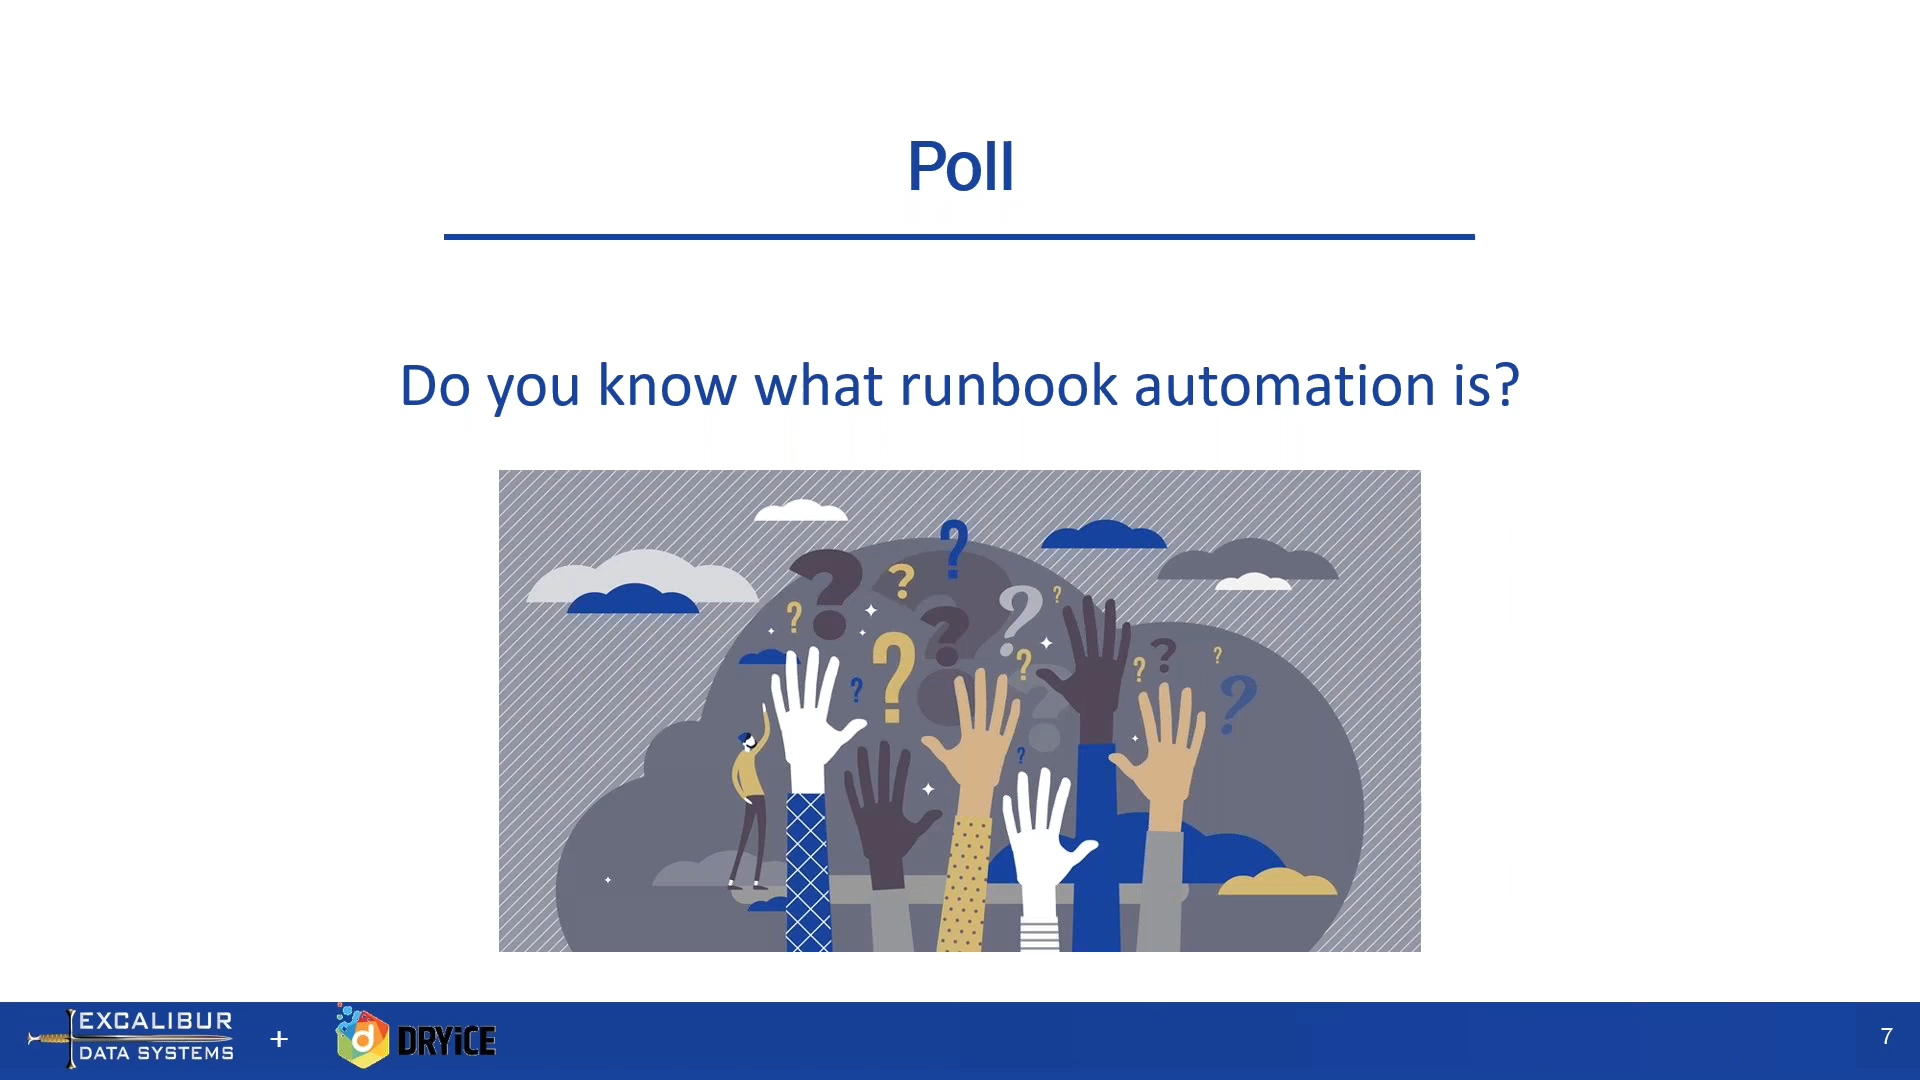 Poll
Do you know what runbook automation is?
EXCALIBUR
DATA SYSTEMS
+
d
DRYiCE
7